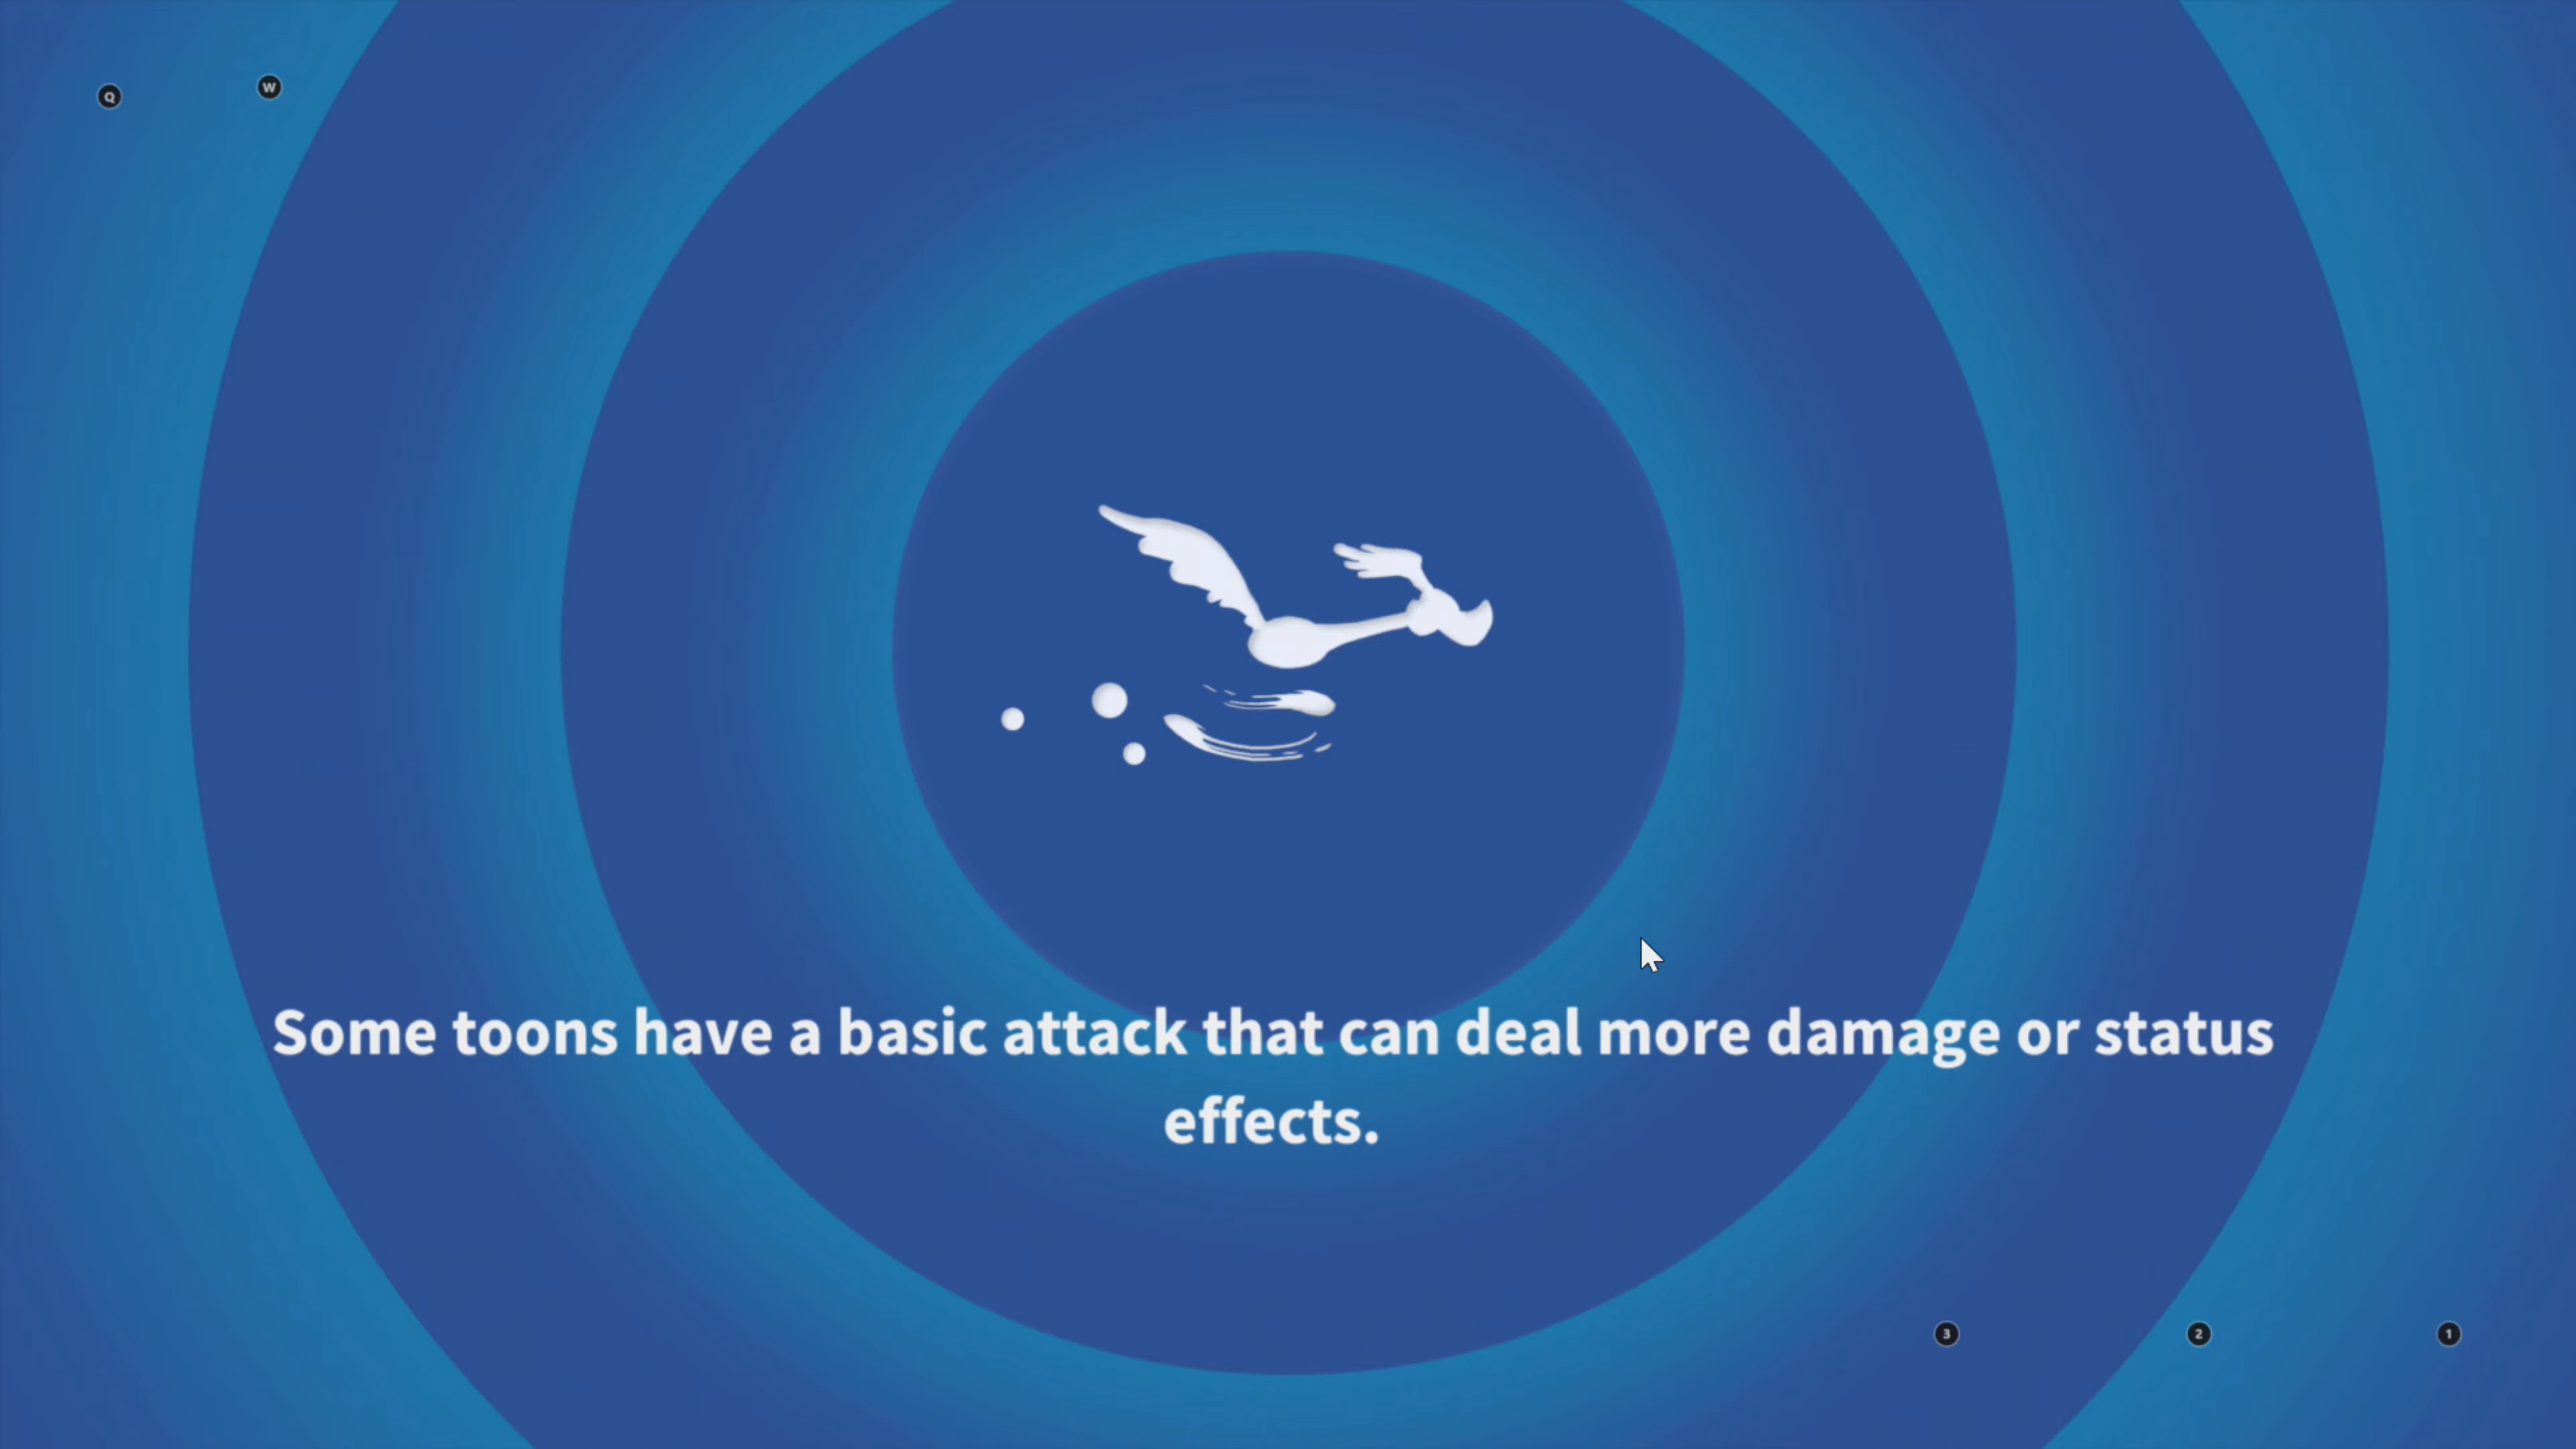 Q W
Some toons have a basic attack that can deal more damage or status
effects.
3 2 1